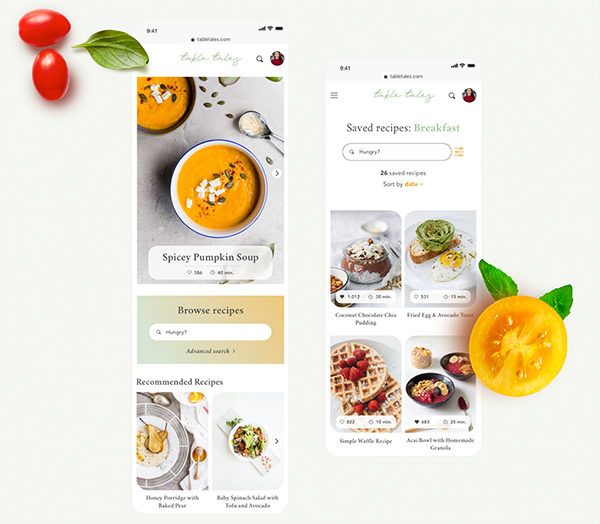 9:41
tabletales.com
table tales
Spicey Pumpkin Soup
386 40 min.
Browse recipes
Hungry?
Advanced search >
Recommended Recipes
Honey Porridge with
Baked Pear
Baby Spinach Salad with
Tofu and Avocado
9:41
tabletales.com
table tales
Saved recipes: Breakfast
Hungry?
26 saved recipes
Sort by date
1.012 30 min.
Coconut Chocolate Chia
Pudding
531 15 min.
Fried Egg & Avocado Toast
822 10 min.
Simple Waffle Recipe
683 25 min.
Acai Bowl with Homemade
Granola